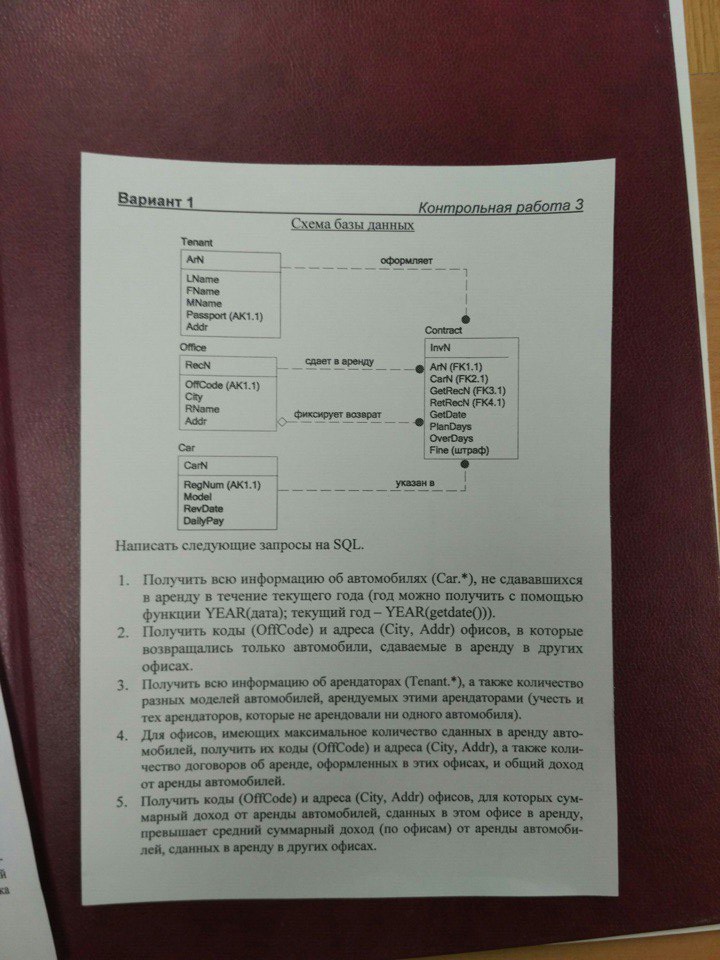 Вариант 1
Контрольная работа 3
Схема базы данных
Tenant
ArN
LName
FName
MName
Passport (AK1.1)
Addr
оформляет
Office
RecN
OffCode (AK1.1)
City
RName
Addr
сдает в аренду
фиксирует возврат
Contract
InvN
ArN (FK1.1)
CarN (FK2.1)
GetRecN (FK3.1)
RetRecN (FK4.1)
GetDate
PlanDays
OverDays
Fine (штраф)
Car
CarN
RegNum (AK1.1)
Model
RevDate
DailyPay
указан в
Написать следующие запросы на SQL.
1. Получить всю информацию об автомобилях (Car.*), не сдававшихся
в аренду в течение текущего года (год можно получить с помощью
функции YEAR(дата); текущий год – YEAR(getdate())).
2. Получить коды (OffCode) и адреса (City, Addr) офисов, в которые
возвращались только автомобили, сдаваемые в аренду в других
офисах.
3. Получить всю информацию об арендаторах (Tenant.*), а также количество
разных моделей автомобилей, арендуемых этими арендаторами (учесть и
тех арендаторов, которые не арендовали ни одного автомобиля).
4. Для офисов, имеющих максимальное количество сданных в аренду авто-
мобилей, получить их коды (OffCode) и адреса (City, Addr), а также коли-
чество договоров об аренде, оформленных в этих офисах, и общий доход
от аренды автомобилей.
5. Получить коды (OffCode) и адреса (City, Addr) офисов, для которых сум-
марный доход от аренды автомобилей, сданных в этом офисе в аренду,
превышает средний суммарный доход (по офисам) от аренды автомоби-
лей, сданных в аренду в других офисах.
й
ка